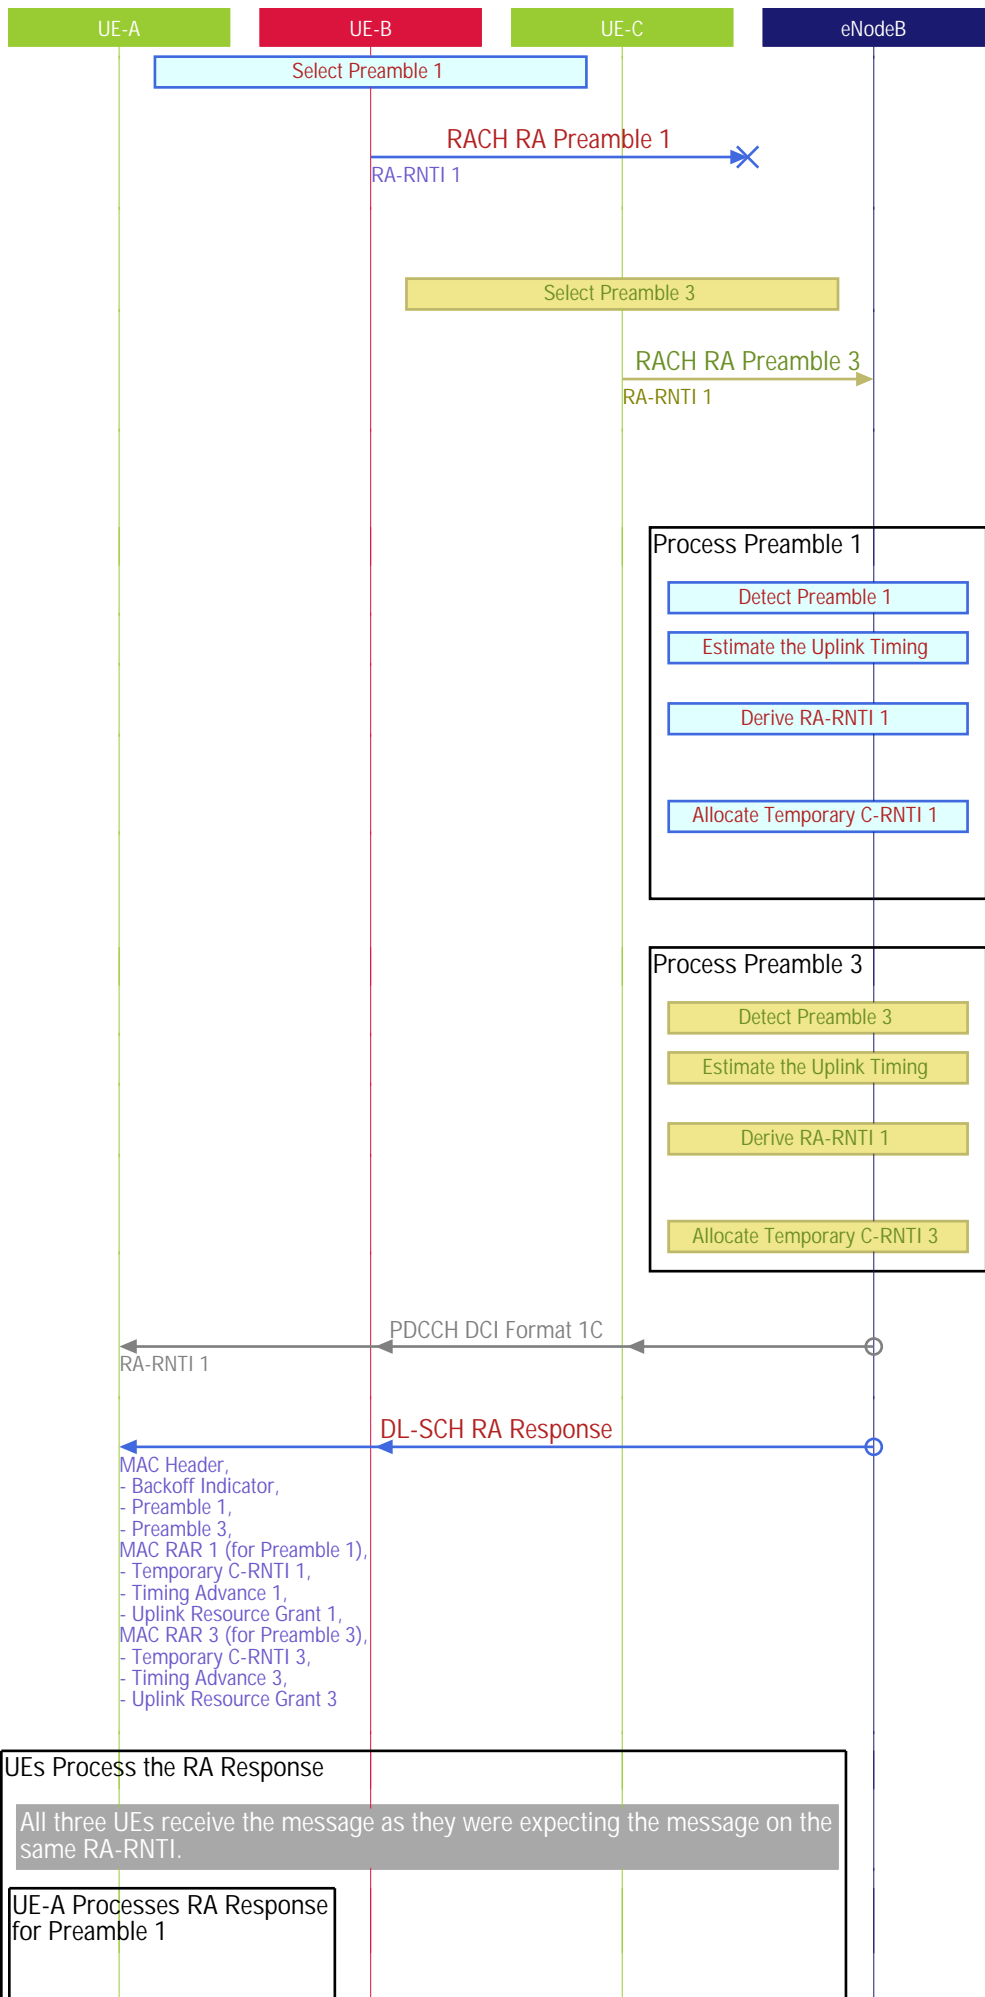 UE-A UE-B UE-C eNodeB
Select Preamble 1
RACH RA Preamble 1
RA-RNTI 1
Select Preamble 3
RACH RA Preamble 3
RA-RNTI 1
Process Preamble 1
Detect Preamble 1
Estimate the Uplink Timing
Derive RA-RNTI 1
Allocate Temporary C-RNTI 1
Process Preamble 3
Detect Preamble 3
Estimate the Uplink Timing
Derive RA-RNTI 1
Allocate Temporary C-RNTI 3
PDCCH DCI Format 1C
RA-RNTI 1
DL-SCH RA Response
MAC Header,
- Backoff Indicator,
- Preamble 1,
- Preamble 3,
MAC RAR 1 (for Preamble 1),
- Temporary C-RNTI 1,
- Timing Advance 1,
- Uplink Resource Grant 1,
MAC RAR 3 (for Preamble 3),
- Temporary C-RNTI 3,
- Timing Advance 3,
- Uplink Resource Grant 3
UEs Process the RA Response
All three UEs receive the message as they were expecting the message on the
same RA-RNTI.
UE-A Processes RA Response
for Preamble 1